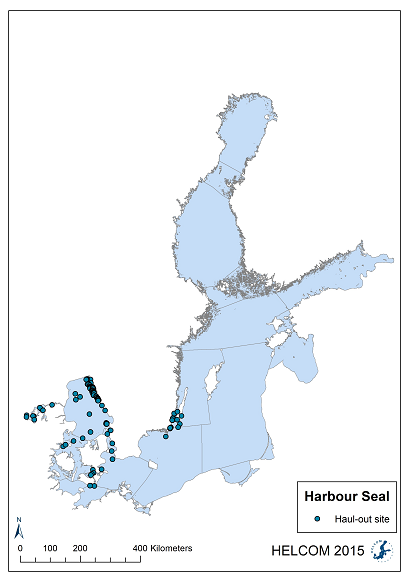 Harbour Seal
Haul-out site
N
0 100 200 400 Kilometers
HELCOM 2015